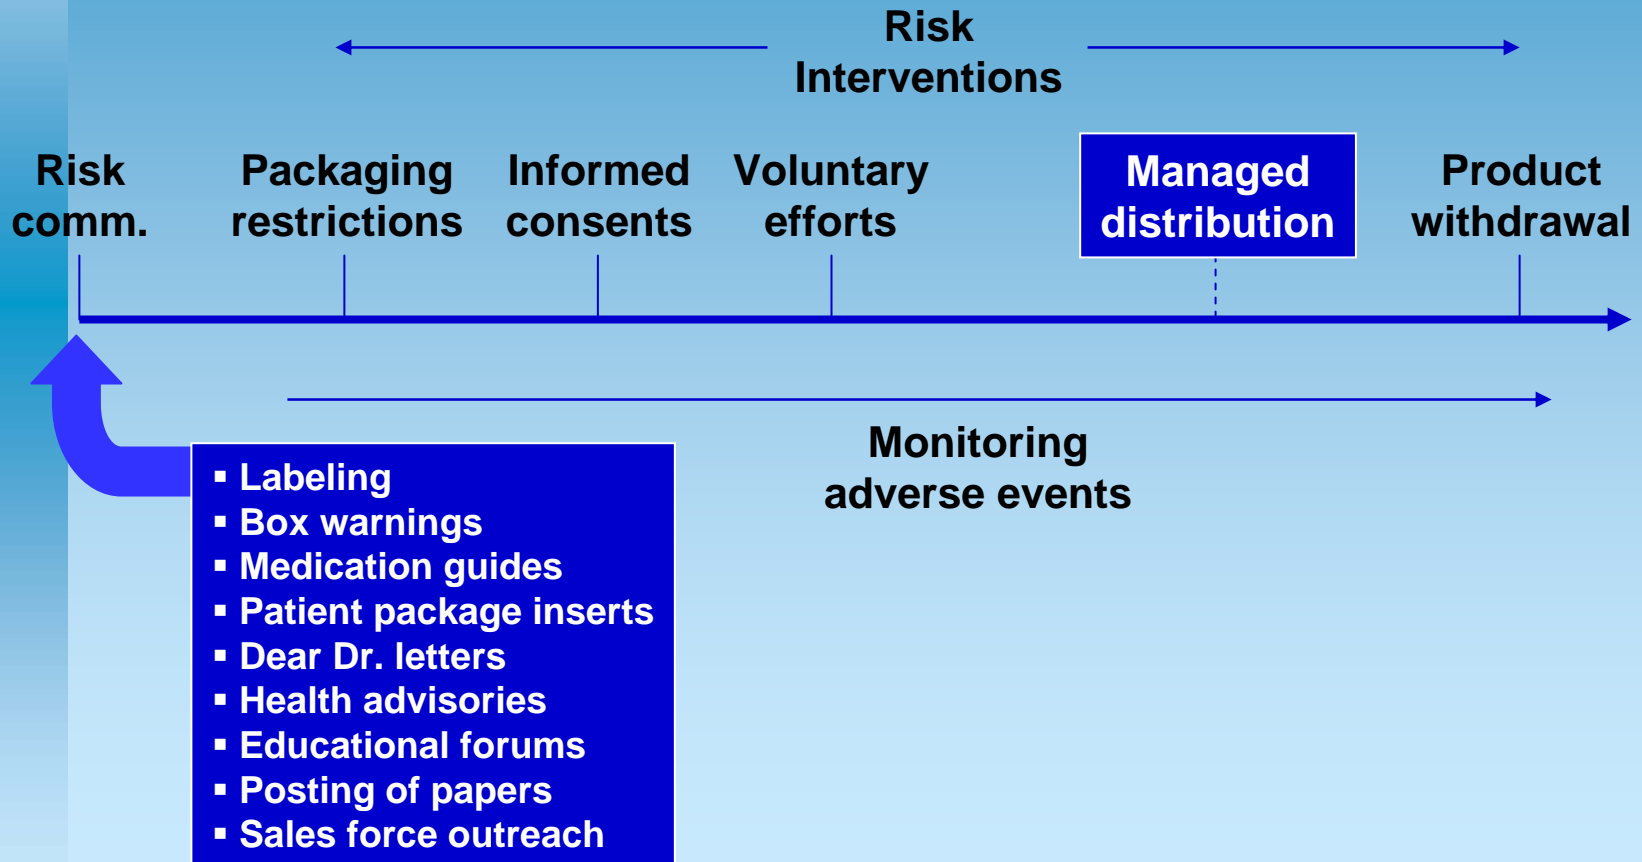 Risk
Interventions
Risk
comm.
Packaging
restrictions
Informed
consents
Voluntary
efforts
Managed
distribution
Product
withdrawal
Monitoring
adverse events
▪ Labeling
▪ Box warnings
▪ Medication guides
▪ Patient package inserts
▪ Dear Dr. letters
▪ Health advisories
▪ Educational forums
▪ Posting of papers
▪ Sales force outreach